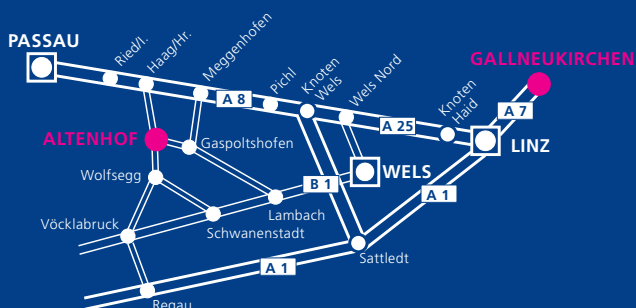 PASSAU
Ried/I.
Haag/Hr.
Meggenhofen
A 8
Pichl
Knoten
Wels
Wels Nord
A 25
Knoten
Haid
GALLNEUKIRCHEN
A 7
LINZ
ALTENHOF
Gaspoltshofen
Wolfsegg
B 1
WELS
A 1
Lambach
Schwanenstadt
Vöcklabruck
Sattledt
A 1
Regau